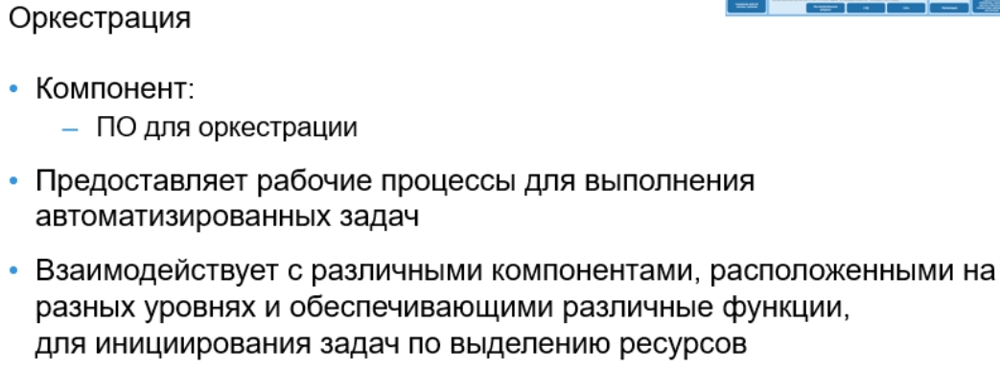 Оркестрация
• Компонент:
– ПО для оркестрации
• Предоставляет рабочие процессы для выполнения
автоматизированных задач
• Взаимодействует с различными компонентами, расположенными на
разных уровнях и обеспечивающими различные функции,
для инициирования задач по выделению ресурсов